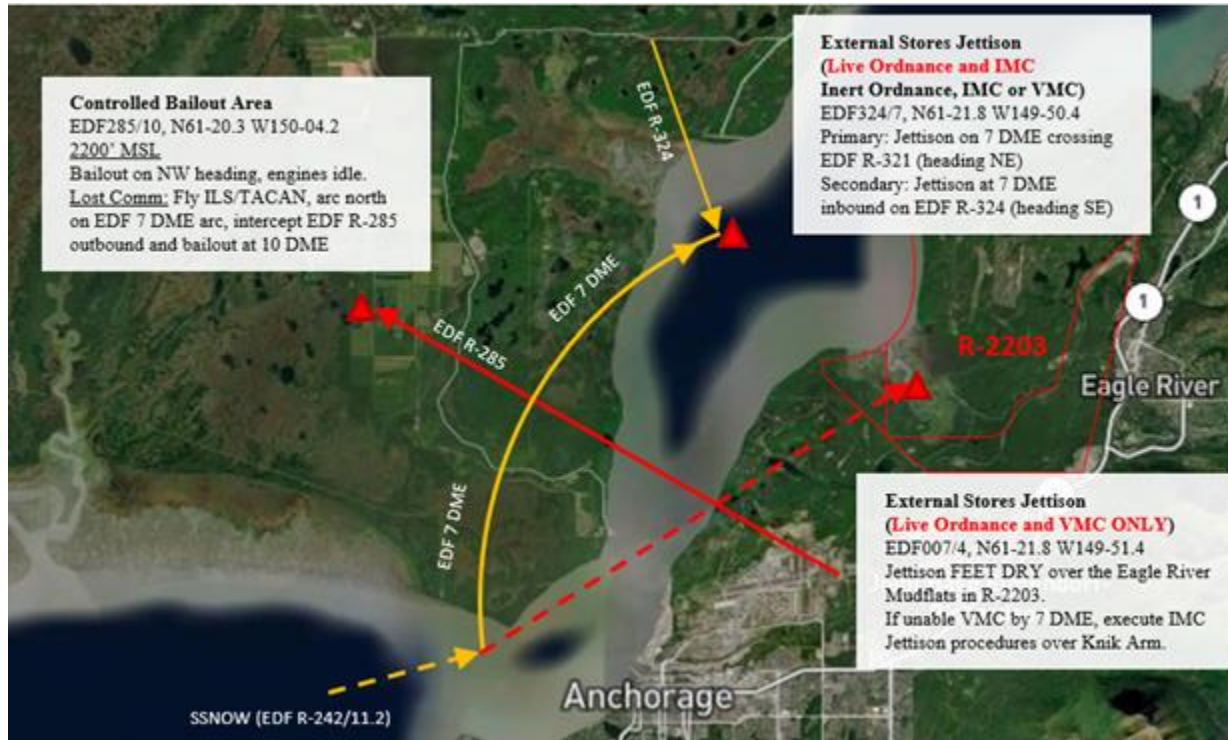 Controlled Bailout Area
EDF285/10, N61-20.3 W150-04.2
2200' MSL
Bailout on NW heading, engines idle.
Lost Comm: Fly ILS/TACAN, arc north
on EDF 7 DME arc, intercept EDF R-285
outbound and bailout at 10 DME
EDF R-324
External Stores Jettison
(Live Ordnance and IMC
Inert Ordnance, IMC or VMC)
EDF324/7, N61-21.8 W149-50.4
Primary: Jettison on 7 DME crossing
EDF R-321 (heading NE)
Secondary: Jettison at 7 DME
inbound on EDF R-324 (heading SE)
1
1
EDF 7 DME
EDF R-285
R-2203
Eagle River
EDF 7 DME
External Stores Jettison
(Live Ordnance and VMC ONLY)
EDF007/4, N61-21.8 W149-51.4
Jettison FEET DRY over the Eagle River
Mudflats in R-2203.
If unable VMC by 7 DME, execute IMC
Jettison procedures over Knik Arm.
SSNOW (EDF R-242/11.2)
Anchorage